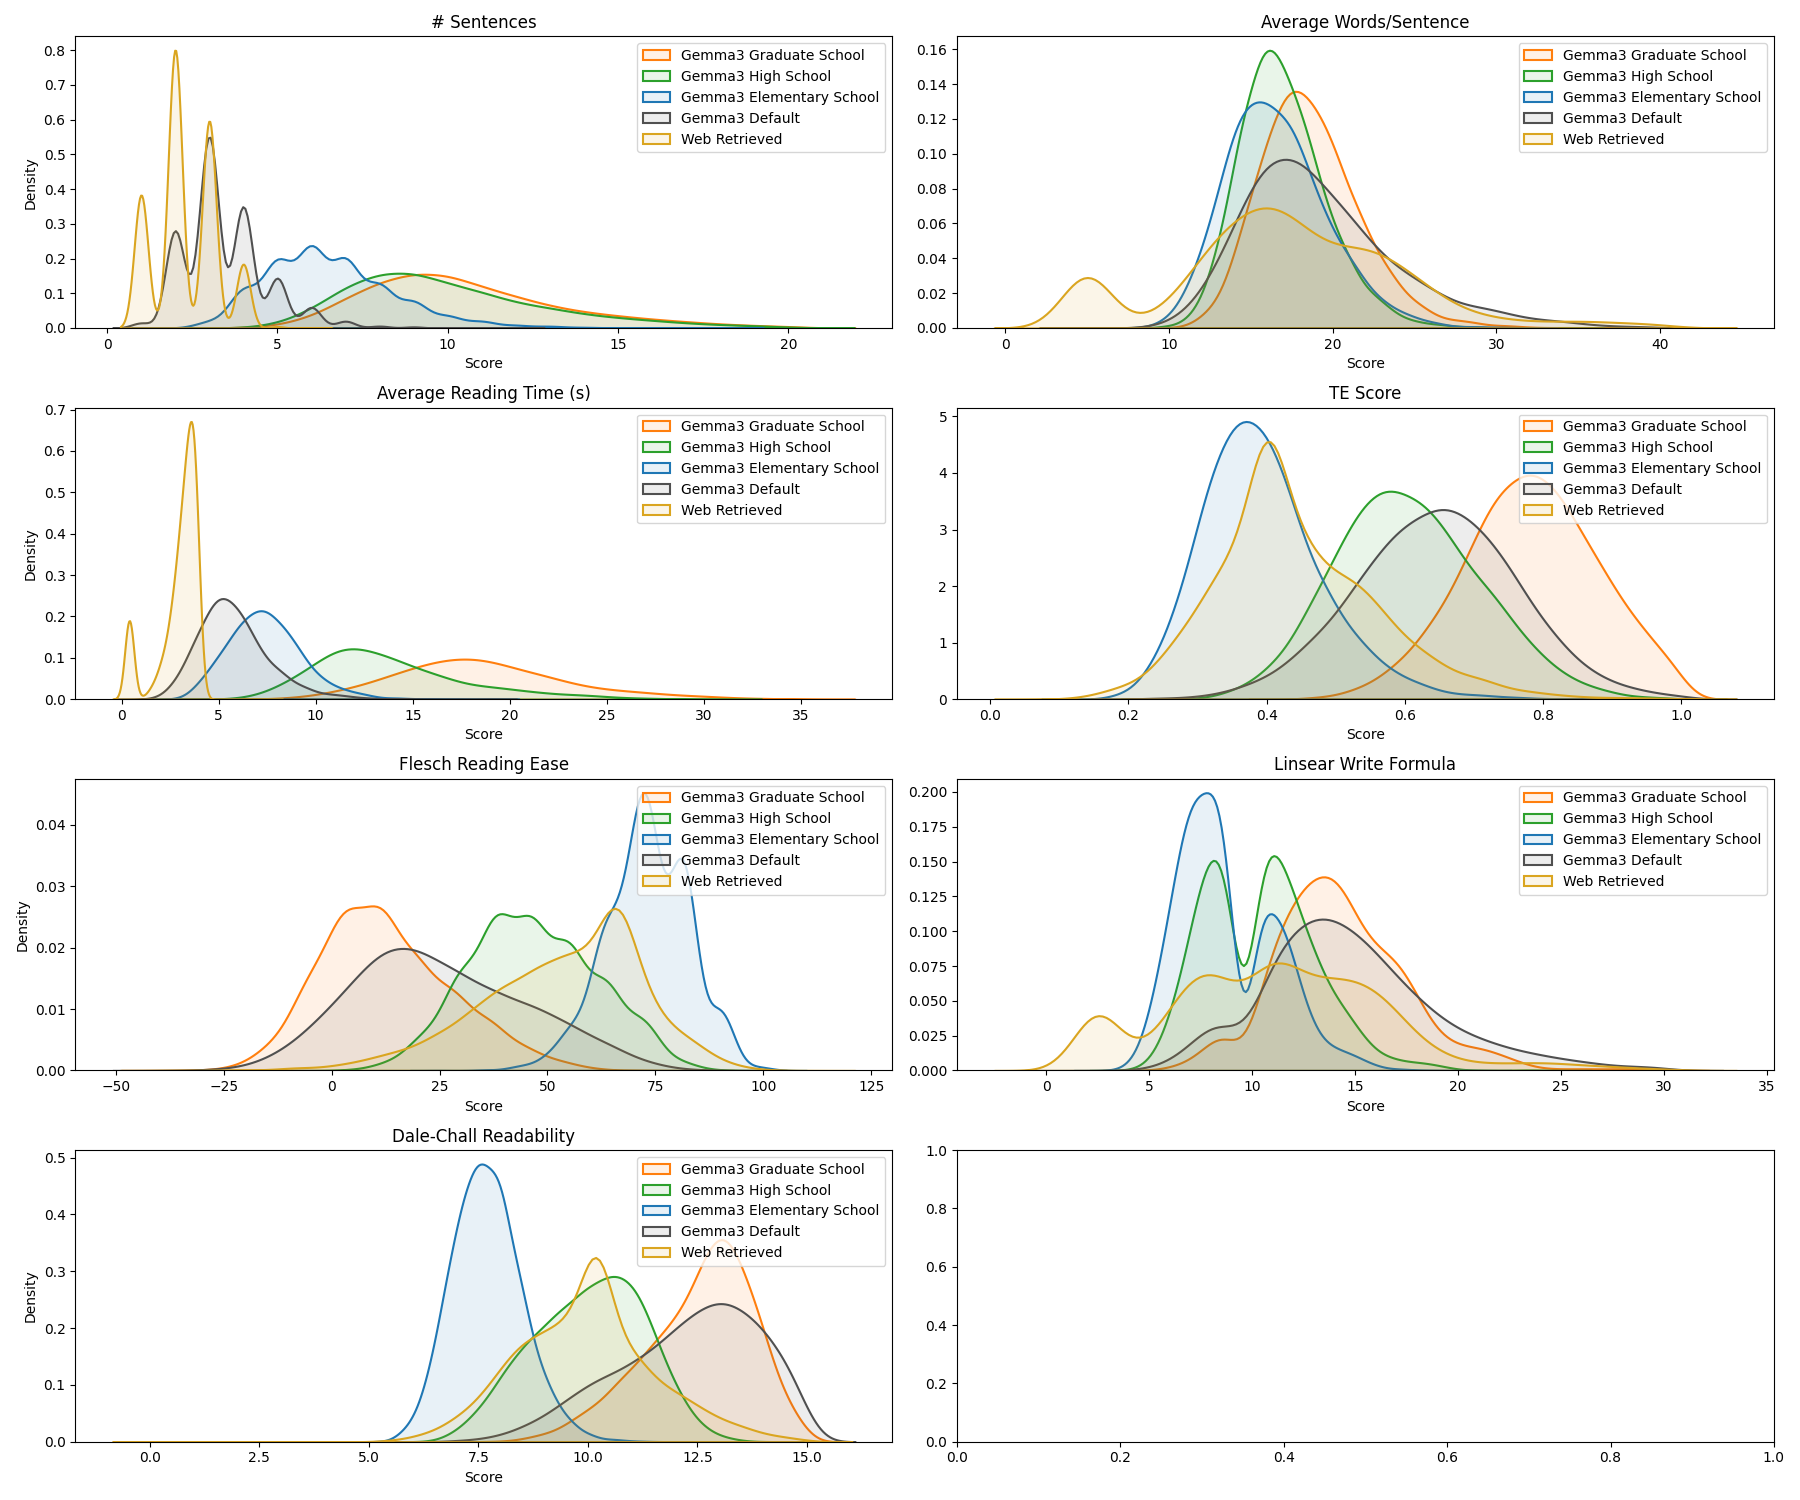 # Sentences
Density
0.8
0.7
0.6
0.5
0.4
0.3
0.2
0.1
0.0
Gemma3 Graduate School
Gemma3 High School
Gemma3 Elementary School
Gemma3 Default
Web Retrieved
0 5 10 15 20
Score
Average Words/Sentence
0.16
0.14
0.12
0.10
0.08
0.06
0.04
0.02
0.00
Gemma3 Graduate School
Gemma3 High School
Gemma3 Elementary School
Gemma3 Default
Web Retrieved
0 10 20 30 40
Score
Average Reading Time (s)
Density
0.7
0.6
0.5
0.4
0.3
0.2
0.1
0.0
Gemma3 Graduate School
Gemma3 High School
Gemma3 Elementary School
Gemma3 Default
Web Retrieved
0 5 10 15 20 25 30 35
Score
TE Score
5
4
3
2
1
0
Gemma3 Graduate School
Gemma3 High School
Gemma3 Elementary School
Gemma3 Default
Web Retrieved
0.0 0.2 0.4 0.6 0.8 1.0
Score
Flesch Reading Ease
Density
0.04
0.03
0.02
0.01
0.00
Gemma3 Graduate School
Gemma3 High School
Gemma3 Elementary School
Gemma3 Default
Web Retrieved
−50 −25 0 25 50 75 100 125
Score
Linsear Write Formula
0.200
0.175
0.150
0.125
0.100
0.075
0.050
0.025
0.000
Gemma3 Graduate School
Gemma3 High School
Gemma3 Elementary School
Gemma3 Default
Web Retrieved
0 5 10 15 20 25 30 35
Score
Dale-Chall Readability
Density
0.5
0.4
0.3
0.2
0.1
0.0
Gemma3 Graduate School
Gemma3 High School
Gemma3 Elementary School
Gemma3 Default
Web Retrieved
0.0 2.5 5.0 7.5 10.0 12.5 15.0
Score
1.0
0.8
0.6
0.4
0.2
0.0
0.0 0.2 0.4 0.6 0.8 1.0